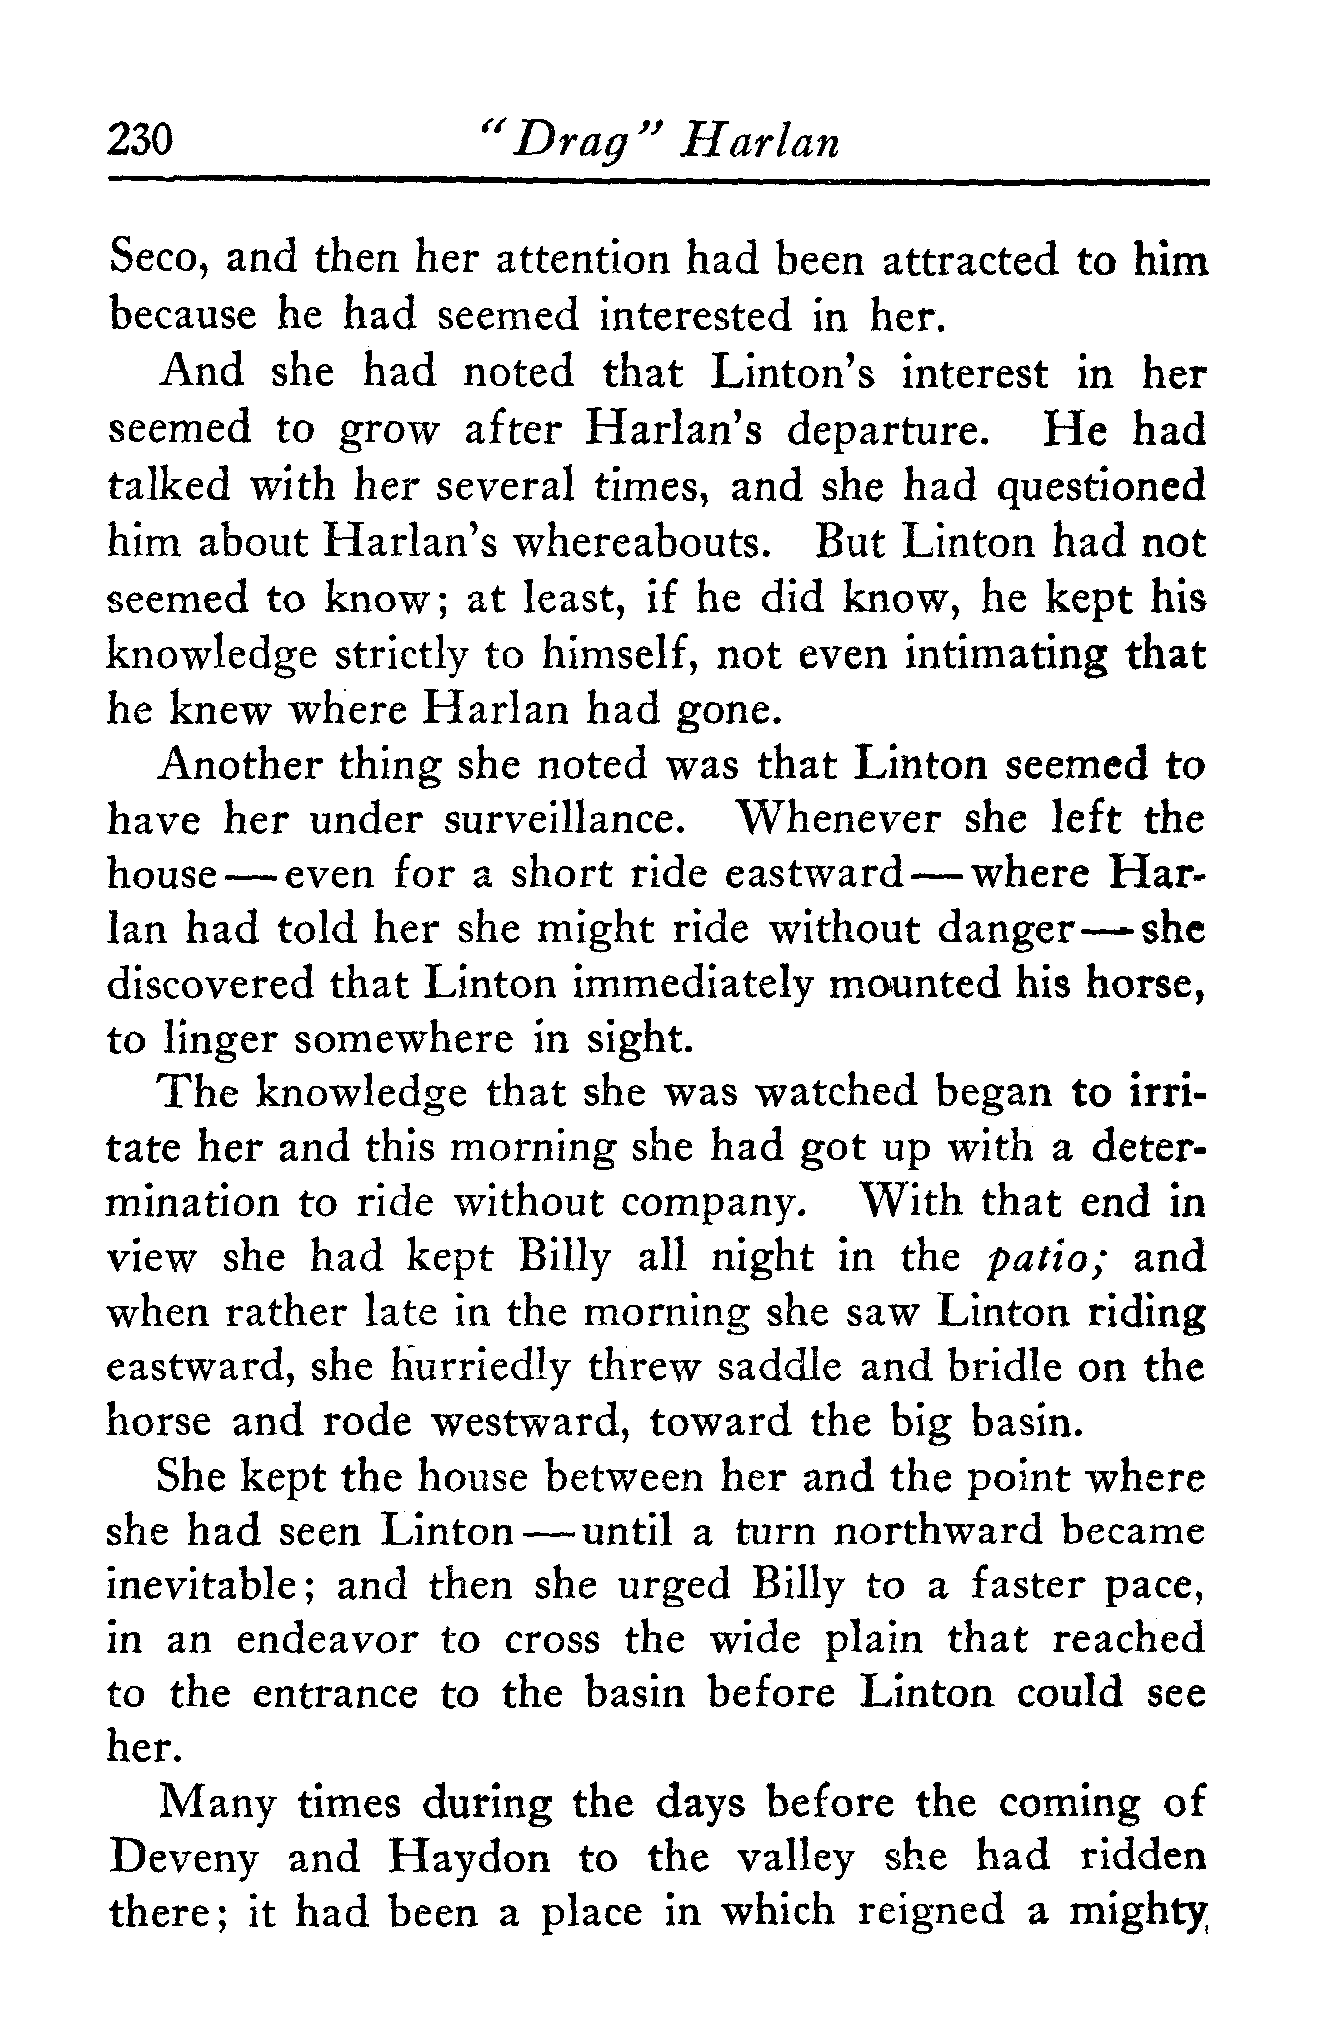 230 "Drag" Harlan
Seco, and then her attention had been attracted to him
because he had seemed interested in her.
And she had noted that Linton's interest in her
seemed to grow after Harlan's departure. He had
talked with her several times, and she had questioned
him about Harlan's whereabouts. But Linton had not
seemed to know; at least, if he did know, he kept his
knowledge strictly to himself, not even intimating that
he knew where Harlan had gone.
Another thing she noted was that Linton seemed to
have her under surveillance. Whenever she left the
house—even for a short ride eastward—where Har-
lan had told her she might ride without danger—she
discovered that Linton immediately mounted his horse,
to linger somewhere in sight.
The knowledge that she was watched began to irri-
tate her and this morning she had got up with a deter-
mination to ride without company. With that end in
view she had kept Billy all night in the patio; and
when rather late in the morning she saw Linton riding
eastward, she hurriedly threw saddle and bridle on the
horse and rode westward, toward the big basin.
She kept the house between her and the point where
she had seen Linton—until a turn northward became
inevitable; and then she urged Billy to a faster pace,
in an endeavor to cross the wide plain that reached
to the entrance to the basin before Linton could see
her.
Many times during the days before the coming of
Deveny and Haydon to the valley she had ridden
there; it had been a place in which reigned a mighty